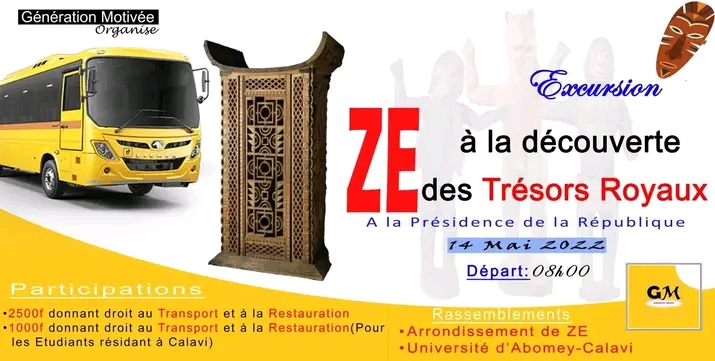 Génération Motivée
Organise
Excursion
ZE
à la découverte
des Trésors Royaux
A la Présidence de la République
14 Mai 2022
Départ: 08h00
Participations
•2500f donnant droit au Transport et à la Restauration
•1000f donnant droit au Transport et à la Restauration(Pour
les Etudiants résidant à Calavi)
Rassemblements
•Arrondissement de ZE
•Université d'Abomey-Calavi
GM